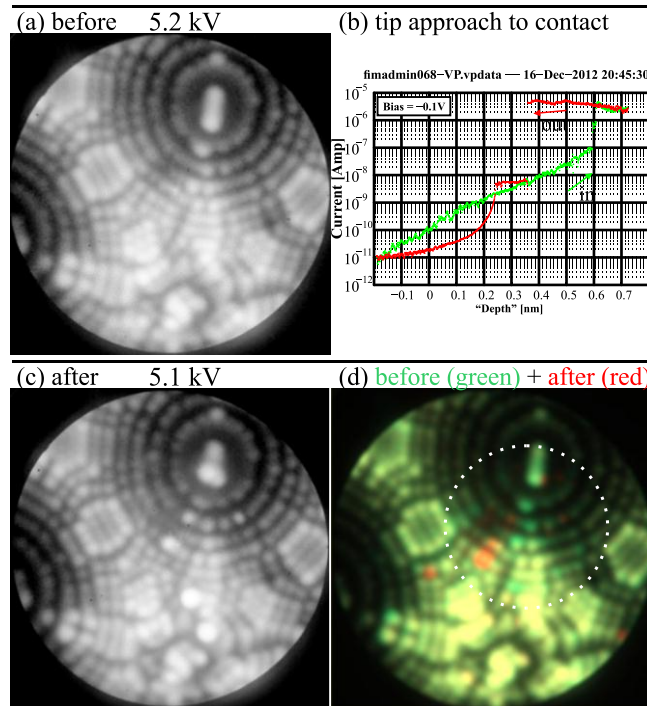 (a) before 5.2 kV
(b) tip approach to contact
fimadmin068–VP.vpdata — 16–Dec–2012 20:45:30
Bias = −0.1V
Current [Amp]
10⁻⁵
10⁻⁶
10⁻⁷
10⁻⁸
10⁻⁹
10⁻¹⁰
10⁻¹¹
10⁻¹²
out
in
−0.1 0 0.1 0.2 0.3 0.4 0.5 0.6 0.7
“Depth” [nm]
(c) after 5.1 kV
(d) before (green) + after (red)